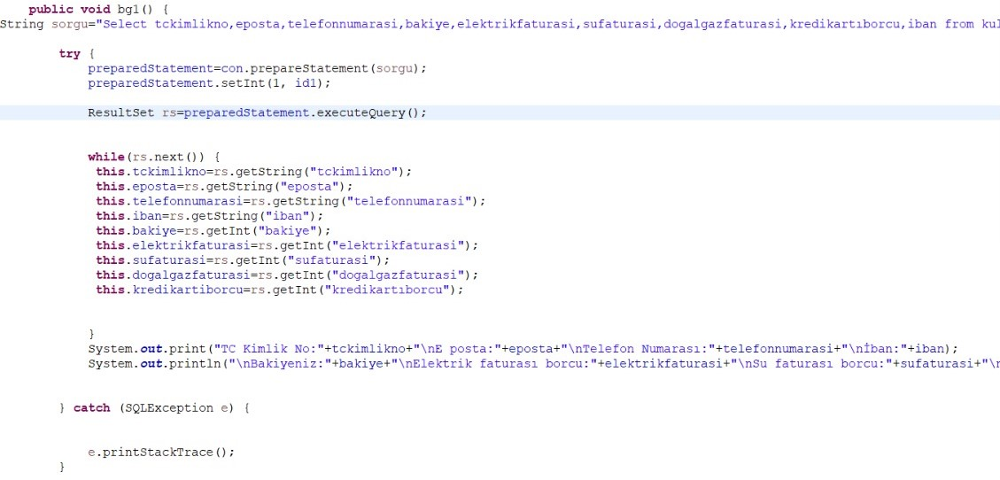 public void bg1() {
String sorgu="Select tckimlikno,eposta,telefonnumarasi,bakiye,elektrikfaturasi,sufaturasi,dogalgazfaturasi,kredikartıborcu,iban from kul
try {
preparedStatement=con.prepareStatement(sorgu);
preparedStatement.setInt(1, id1);
ResultSet rs=preparedStatement.executeQuery();
while(rs.next()) {
this.tckimlikno=rs.getString("tckimlikno");
this.eposta=rs.getString("eposta");
this.telefonnumarasi=rs.getString("telefonnumarasi");
this.iban=rs.getString("iban");
this.bakiye=rs.getInt("bakiye");
this.elektrikfaturasi=rs.getInt("elektrikfaturasi");
this.sufaturasi=rs.getInt("sufaturasi");
this.dogalgazfaturasi=rs.getInt("dogalgazfaturasi");
this.kredikartiborcu=rs.getInt("kredikartıborcu");
}
System.out.print("TC Kimlik No:"+tckimlikno+"\nE posta:"+eposta+"\nTelefon Numarası:"+telefonnumarasi+"\nİban:"+iban);
System.out.println("\nBakiyeniz:"+bakiye+"\nElektrik faturası borcu:"+elektrikfaturasi+"\nSu faturası borcu:"+sufaturasi+"\n
} catch (SQLException e) {
e.printStackTrace();
}